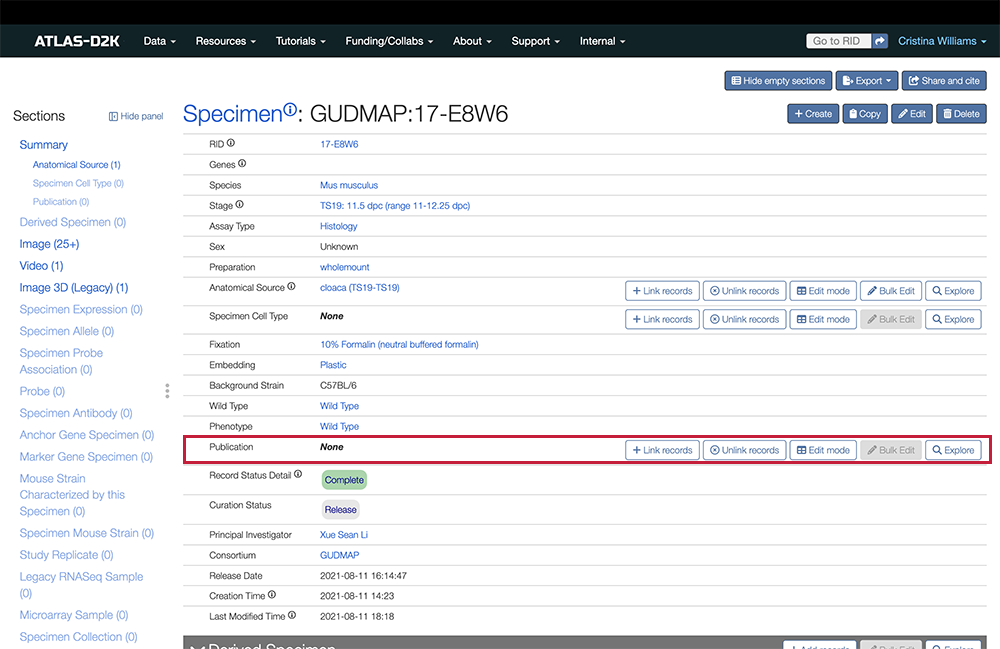 ATLAS-D2K Data Resources Tutorials Funding/Collabs About Support Internal Go to RID Cristina Williams
Hide empty sections Export Share and cite
Sections Hide panel
Specimen: GUDMAP:17-E8W6
Create Copy Edit Delete
Summary
Anatomical Source (1)
Specimen Cell Type (0)
Publication (0)
Derived Specimen (0)
Image (25+)
Video (1)
Image 3D (Legacy) (1)
Specimen Expression (0)
Specimen Allele (0)
Specimen Probe
Association (0)
Probe (0)
Specimen Antibody (0)
Anchor Gene Specimen (0)
Marker Gene Specimen (0)
Mouse Strain
Characterized by this
Specimen (0)
Specimen Mouse Strain (0)
Study Replicate (0)
Legacy RNASeq Sample
(0)
Microarray Sample (0)
Specimen Collection (0)
RID 17-E8W6
Genes
Species Mus musculus
Stage TS19: 11.5 dpc (range 11-12.25 dpc)
Assay Type Histology
Sex Unknown
Preparation wholemount
Anatomical Source cloaca (TS19-TS19) + Link records Unlink records Edit mode Bulk Edit Explore
Specimen Cell Type None + Link records Unlink records Edit mode Bulk Edit Explore
Fixation 10% Formalin (neutral buffered formalin)
Embedding Plastic
Background Strain C57BL/6
Wild Type Wild Type
Phenotype Wild Type
Publication None + Link records Unlink records Edit mode Bulk Edit Explore
Record Status Detail Complete
Curation Status Release
Principal Investigator Xue Sean Li
Consortium GUDMAP
Release Date 2021-08-11 16:14:47
Creation Time 2021-08-11 14:23
Last Modified Time 2021-08-11 18:18
Derived Specimen + Add records Bulk Edit Explore